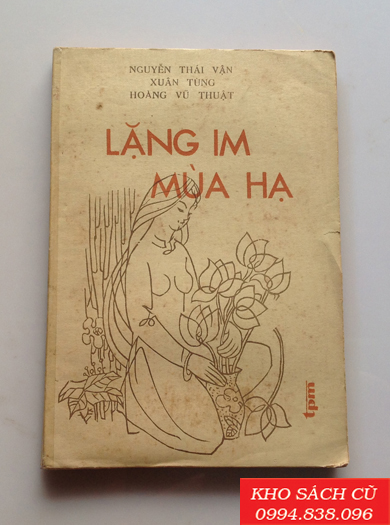 NGUYỄN THÁI VẬN
XUÂN TÙNG
HOÀNG VŨ THUẬT
LẶNG IM
MÙA HẠ
tpm
KHO SÁCH CŨ
0994.838.096